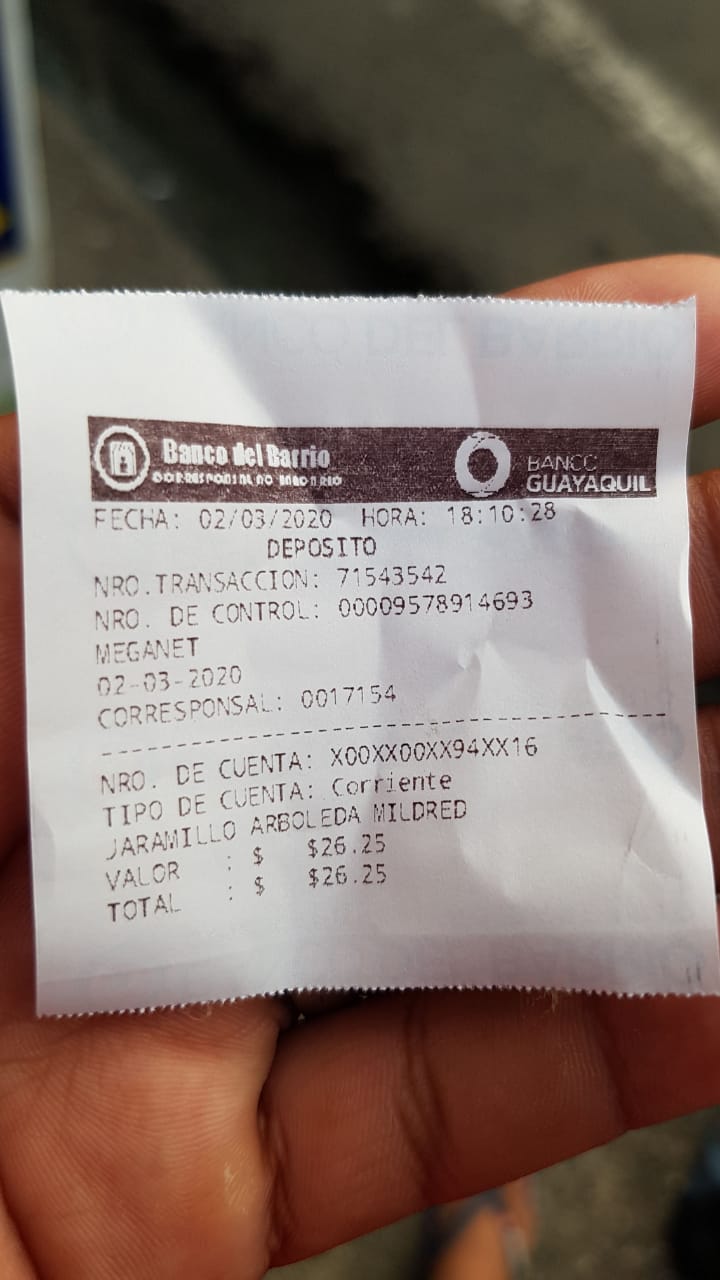 Banco del Barrio
CORRESPONSAL NO BANCARIO
BANCO
GUAYAQUIL
FECHA: 02/03/2020 HORA: 18:10:28
DEPOSITO
NRO.TRANSACCION: 71543542
NRO. DE CONTROL: 00009578914693
MEGANET
02-03-2020
CORRESPONSAL: 0017154
NRO. DE CUENTA: X00XX00XX94XX16
TIPO DE CUENTA: Corriente
JARAMILLO ARBOLEDA MILDRED
VALOR : $ $26.25
TOTAL : $ $26.25